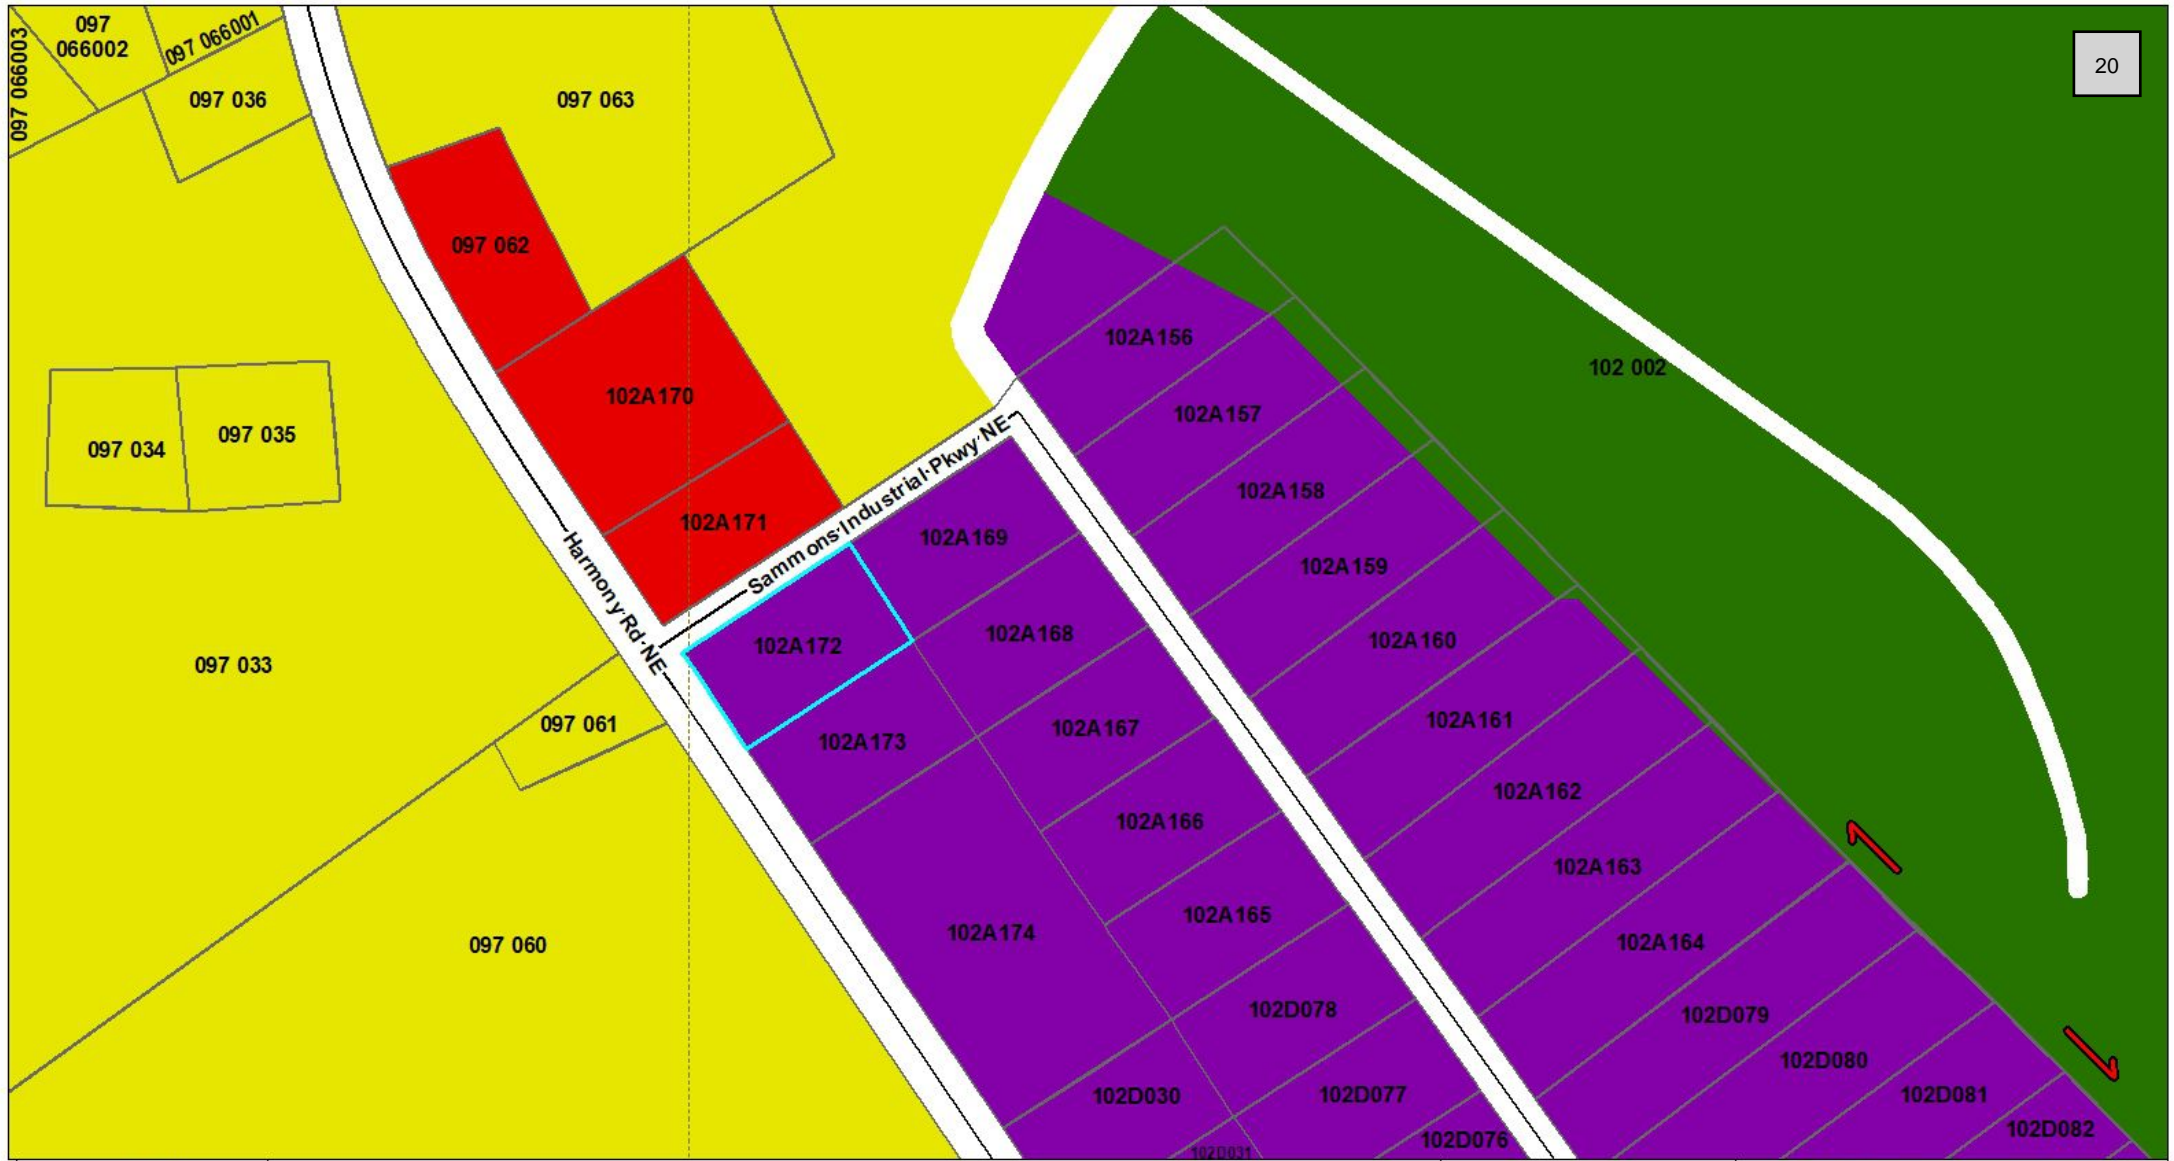 097
066002
097 066001
097 066003
097 036
097 063
20
097 062
102A156
102 002
102A170
102A157
097 034
097 035
102A158
Sammons Industrial Pkwy NE
102A171
102A169
102A159
Harmony Rd NE
102A172
102A168
102A160
097 033
097 061
102A173
102A167
102A161
102A166
102A162
102A163
102A165
102A174
102A164
097 060
102D078
102D079
102D080
102D030
102D077
102D081
102D076
102D082
102D031